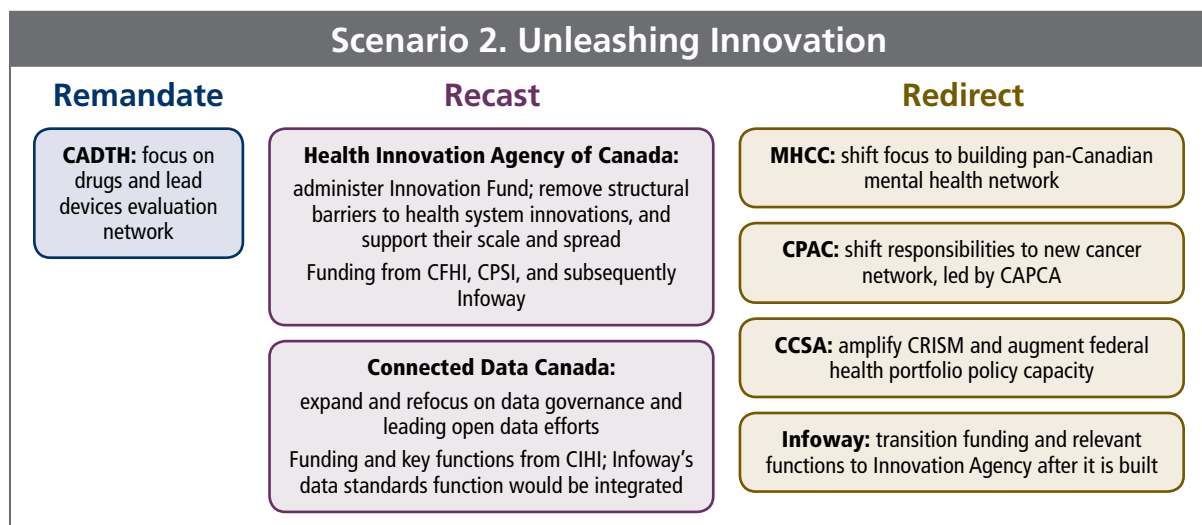 Scenario 2. Unleashing Innovation
Remandate
CADTH: focus on
drugs and lead
devices evaluation
network
Recast
Health Innovation Agency of Canada:
administer Innovation Fund; remove structural
barriers to health system innovations, and
support their scale and spread
Funding from CFHI, CPSI, and subsequently
Infoway
Connected Data Canada:
expand and refocus on data governance and
leading open data efforts
Funding and key functions from CIHI; Infoway's
data standards function would be integrated
Redirect
MHCC: shift focus to building pan-Canadian
mental health network
CPAC: shift responsibilities to new cancer
network, led by CAPCA
CCSA: amplify CRISM and augment federal
health portfolio policy capacity
Infoway: transition funding and relevant
functions to Innovation Agency after it is built